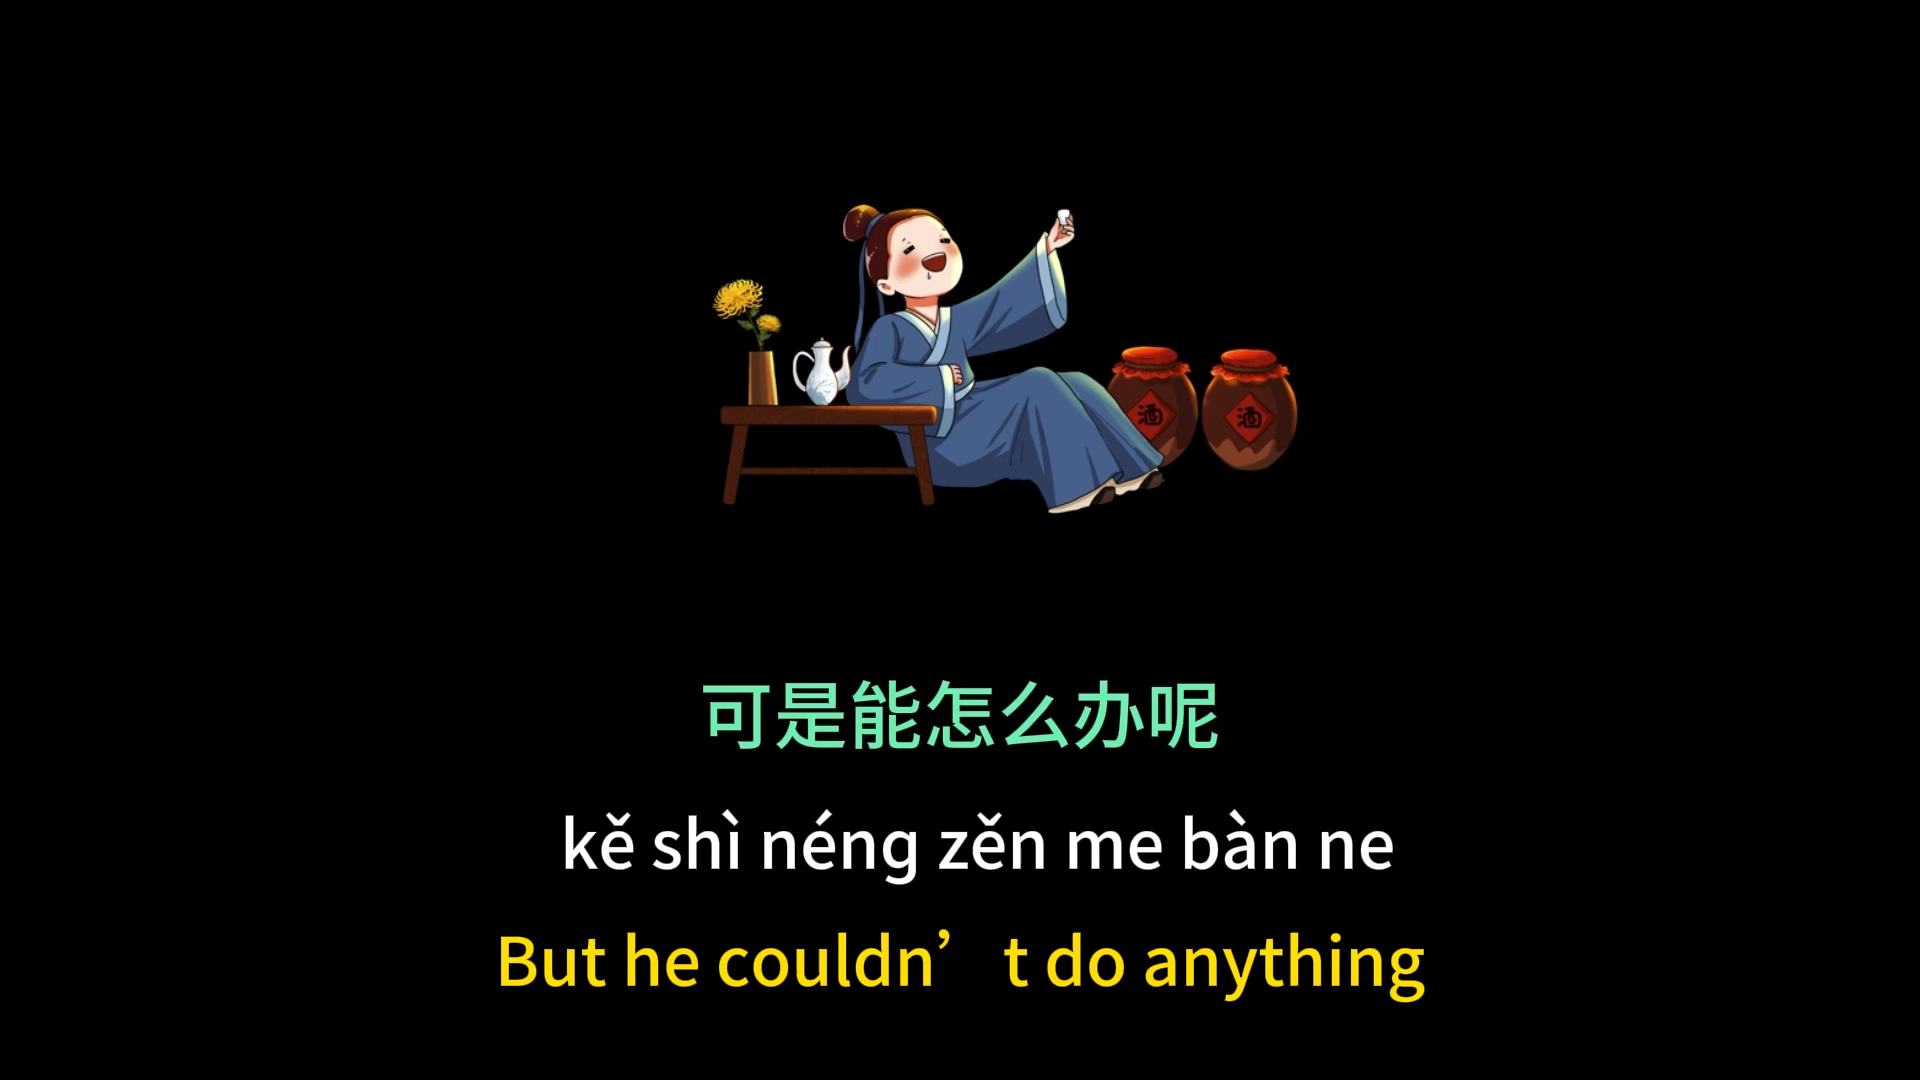 酒
酒
可是能怎么办呢
kě shì néng zěn me bàn ne
But he couldn’t do anything